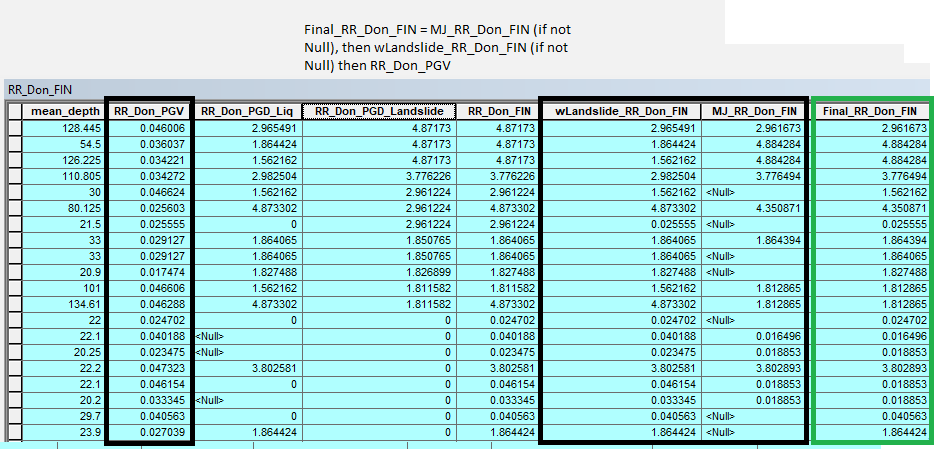 Final_RR_Don_FIN = MJ_RR_Don_FIN (if not
Null), then wLandslide_RR_Don_FIN (if not
Null) then RR_Don_PGV
RR_Don_FIN
mean_depth RR_Don_PGV RR_Don_PGD_Liq RR_Don_PGD_Landslide RR_Don_FIN wLandslide_RR_Don_FIN MJ_RR_Don_FIN Final_RR_Don_FIN
128.445 0.046006 2.965491 4.87173 4.87173 2.965491 2.961673 2.961673
54.5 0.036037 1.864424 4.87173 4.87173 1.864424 4.884284 4.884284
126.225 0.034221 1.562162 4.87173 4.87173 1.562162 4.884284 4.884284
110.805 0.034272 2.982504 3.776226 3.776226 2.982504 3.776494 3.776494
30 0.046624 1.562162 2.961224 2.961224 1.562162 <Null> 1.562162
80.125 0.025603 4.873302 2.961224 4.873302 4.873302 4.350871 4.350871
21.5 0.025555 0 2.961224 2.961224 0.025555 <Null> 0.025555
33 0.029127 1.864065 1.850765 1.864065 1.864065 1.864394 1.864394
33 0.029127 1.864065 1.850765 1.864065 1.864065 <Null> 1.864065
20.9 0.017474 1.827488 1.826899 1.827488 1.827488 <Null> 1.827488
101 0.046606 1.562162 1.811582 1.811582 1.562162 1.812865 1.812865
134.61 0.046288 4.873302 1.811582 4.873302 4.873302 1.812865 1.812865
22 0.024702 0 0 0.024702 0.024702 <Null> 0.024702
22.1 0.040188 <Null> 0 0.040188 0.040188 0.016496 0.016496
20.25 0.023475 <Null> 0 0.023475 0.023475 0.018853 0.018853
22.2 0.047323 3.802581 0 3.802581 3.802581 3.802893 3.802893
22.1 0.046154 0 0 0.046154 0.046154 0.018853 0.018853
20.2 0.033345 <Null> 0 0.033345 0.033345 0.018853 0.018853
29.7 0.040563 0 0 0.040563 0.040563 <Null> 0.040563
23.9 0.027039 1.864424 0 1.864424 1.864424 <Null> 1.864424